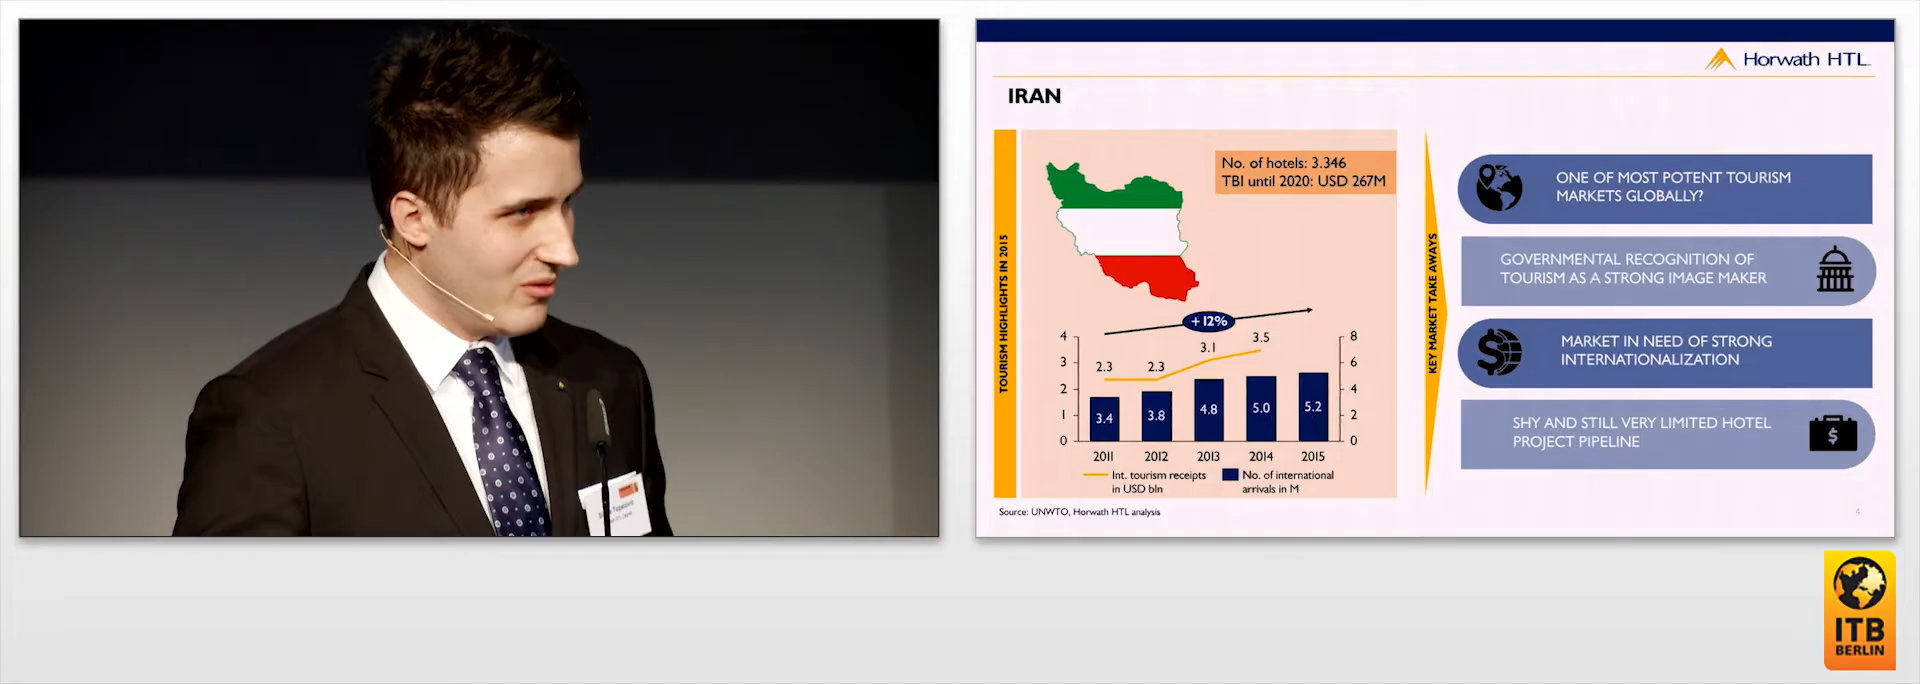 Horwath HTL
IRAN
TOURISM HIGHLIGHTS IN 2015
No. of hotels: 3.346
TBI until 2020: USD 267M
+12%
4
3
2
1
0
2.3
2.3
3.1
3.5
3.4
3.8
4.8
5.0
5.2
8
6
4
2
0
2011
2012
2013
2014
2015
Int. tourism receipts
in USD bln
No. of international
arrivals in M
KEY MARKET TAKE AWAYS
ONE OF MOST POTENT TOURISM
MARKETS GLOBALLY?
GOVERNMENTAL RECOGNITION OF
TOURISM AS A STRONG IMAGE MAKER
MARKET IN NEED OF STRONG
INTERNATIONALIZATION
SHY AND STILL VERY LIMITED HOTEL
PROJECT PIPELINE
Source: UNWTO, Horwath HTL analysis
ITB
BERLIN